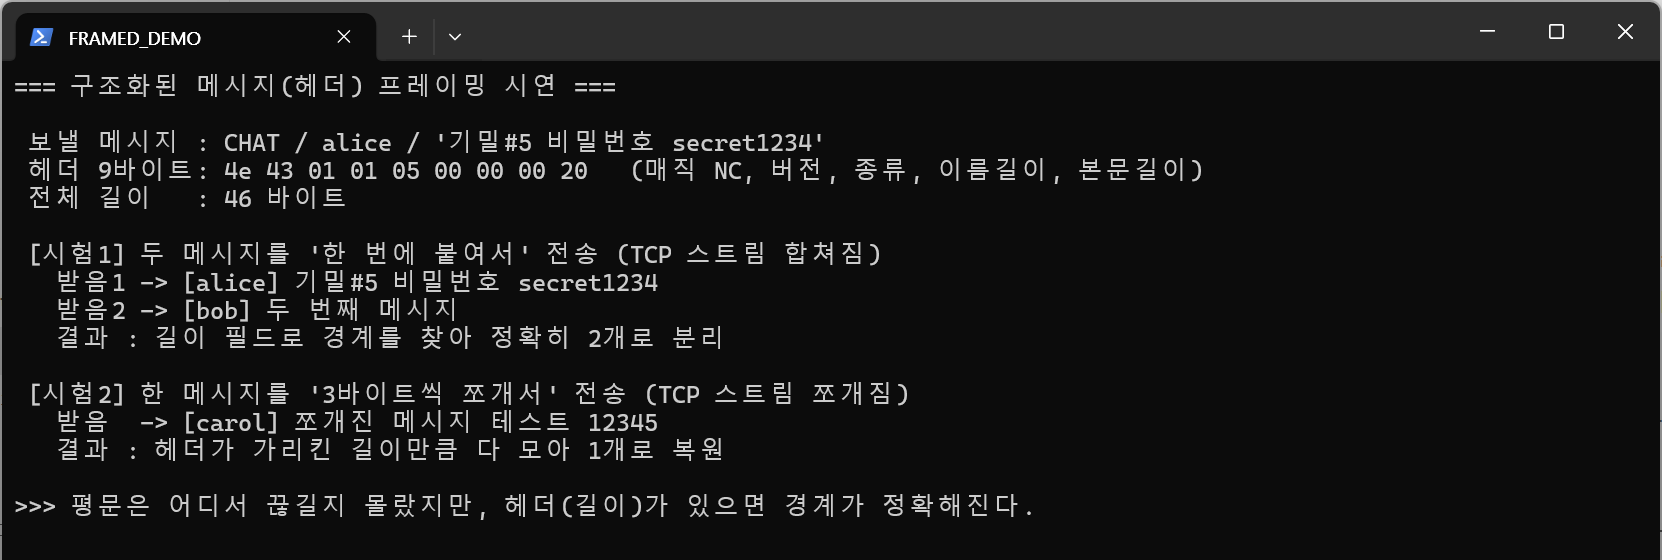 FRAMED_DEMO
=== 구조화된 메시지(헤더) 프레이밍 시연 ===
보낼 메시지 : CHAT / alice / '기밀#5 비밀번호 secret1234'
헤더 9바이트: 4e 43 01 01 05 00 00 00 20 (매직 NC, 버전, 종류, 이름길이, 본문길이)
전체 길이 : 46 바이트
[시험1] 두 메시지를 '한 번에 붙여서' 전송 (TCP 스트림 합쳐짐)
받음1 -> [alice] 기밀#5 비밀번호 secret1234
받음2 -> [bob] 두 번째 메시지
결과 : 길이 필드로 경계를 찾아 정확히 2개로 분리
[시험2] 한 메시지를 '3바이트씩 쪼개서' 전송 (TCP 스트림 쪼개짐)
받음 -> [carol] 쪼개진 메시지 테스트 12345
결과 : 헤더가 가리킨 길이만큼 다 모아 1개로 복원
>>> 평문은 어디서 끊길지 몰랐지만, 헤더(길이)가 있으면 경계가 정확해진다.